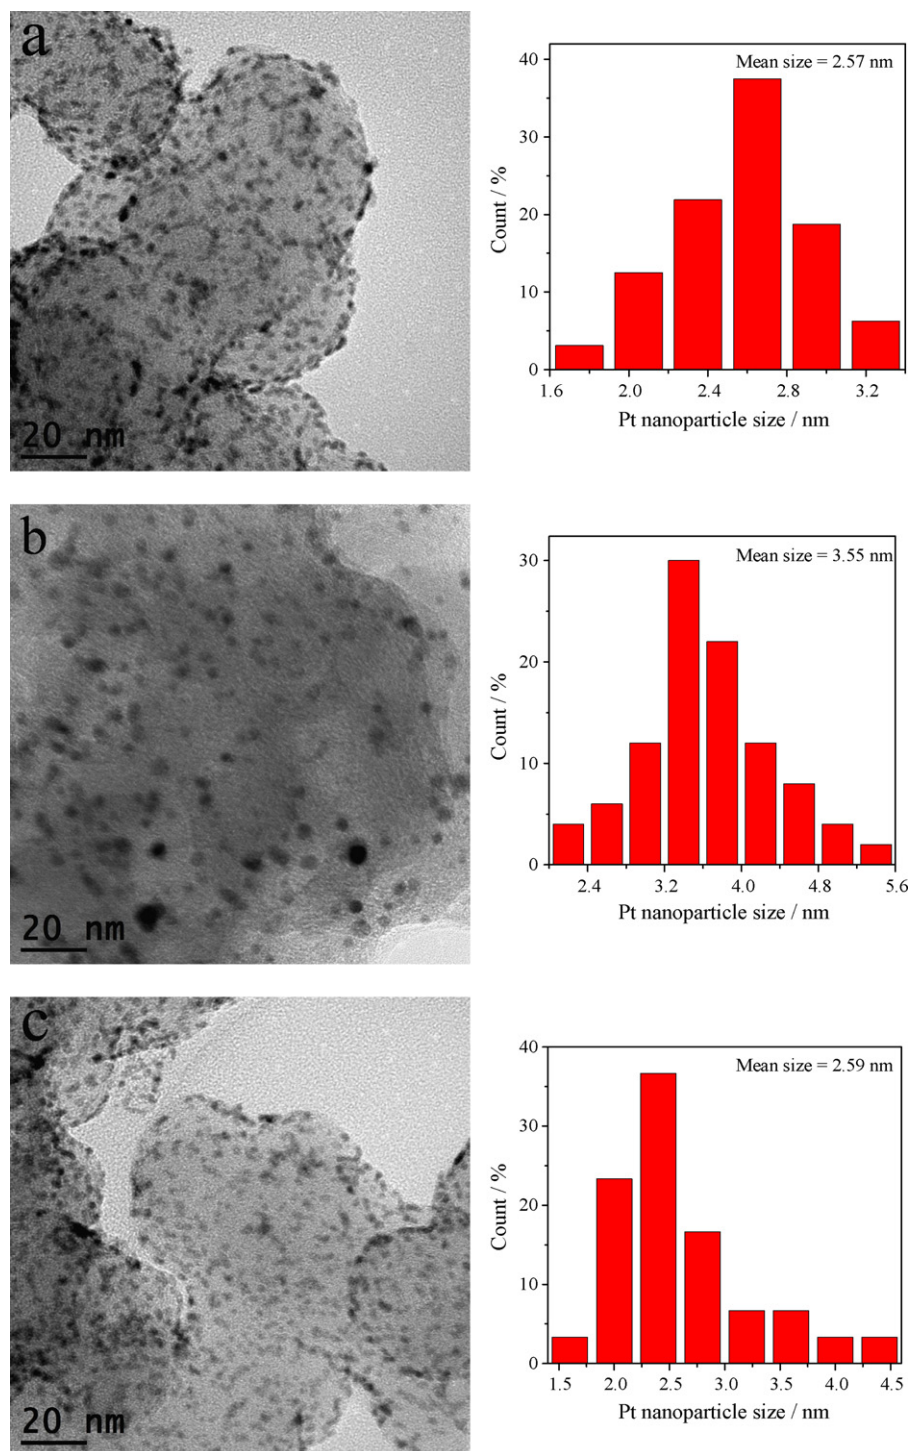 a
20 nm
Mean size = 2.57 nm
40
30
20
10
0
Count / %
1.6 2.0 2.4 2.8 3.2
Pt nanoparticle size / nm
b
20 nm
Mean size = 3.55 nm
30
20
10
0
Count / %
2.4 3.2 4.0 4.8 5.6
Pt nanoparticle size / nm
c
20 nm
Mean size = 2.59 nm
40
30
20
10
0
Count / %
1.5 2.0 2.5 3.0 3.5 4.0 4.5
Pt nanoparticle size / nm